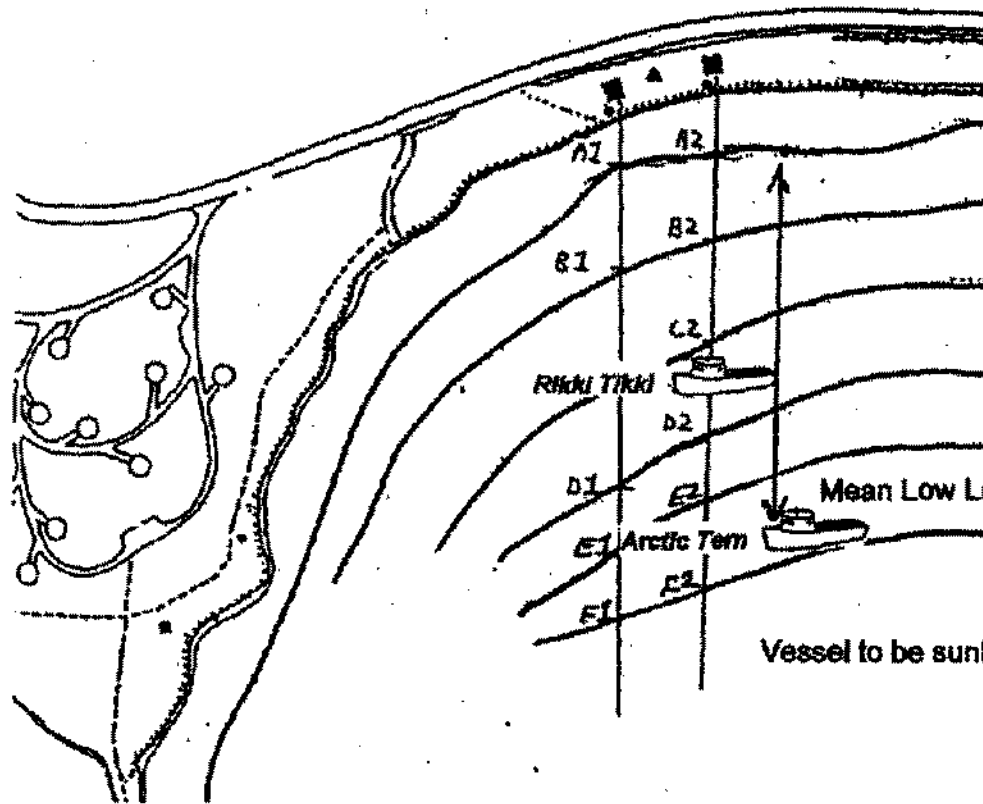 A1 A2
B2
B1
C2
Rikki Tikki
D2
D1
E2
Mean Low L
E1 Arctic Tern
F2
F1
Vessel to be sunk